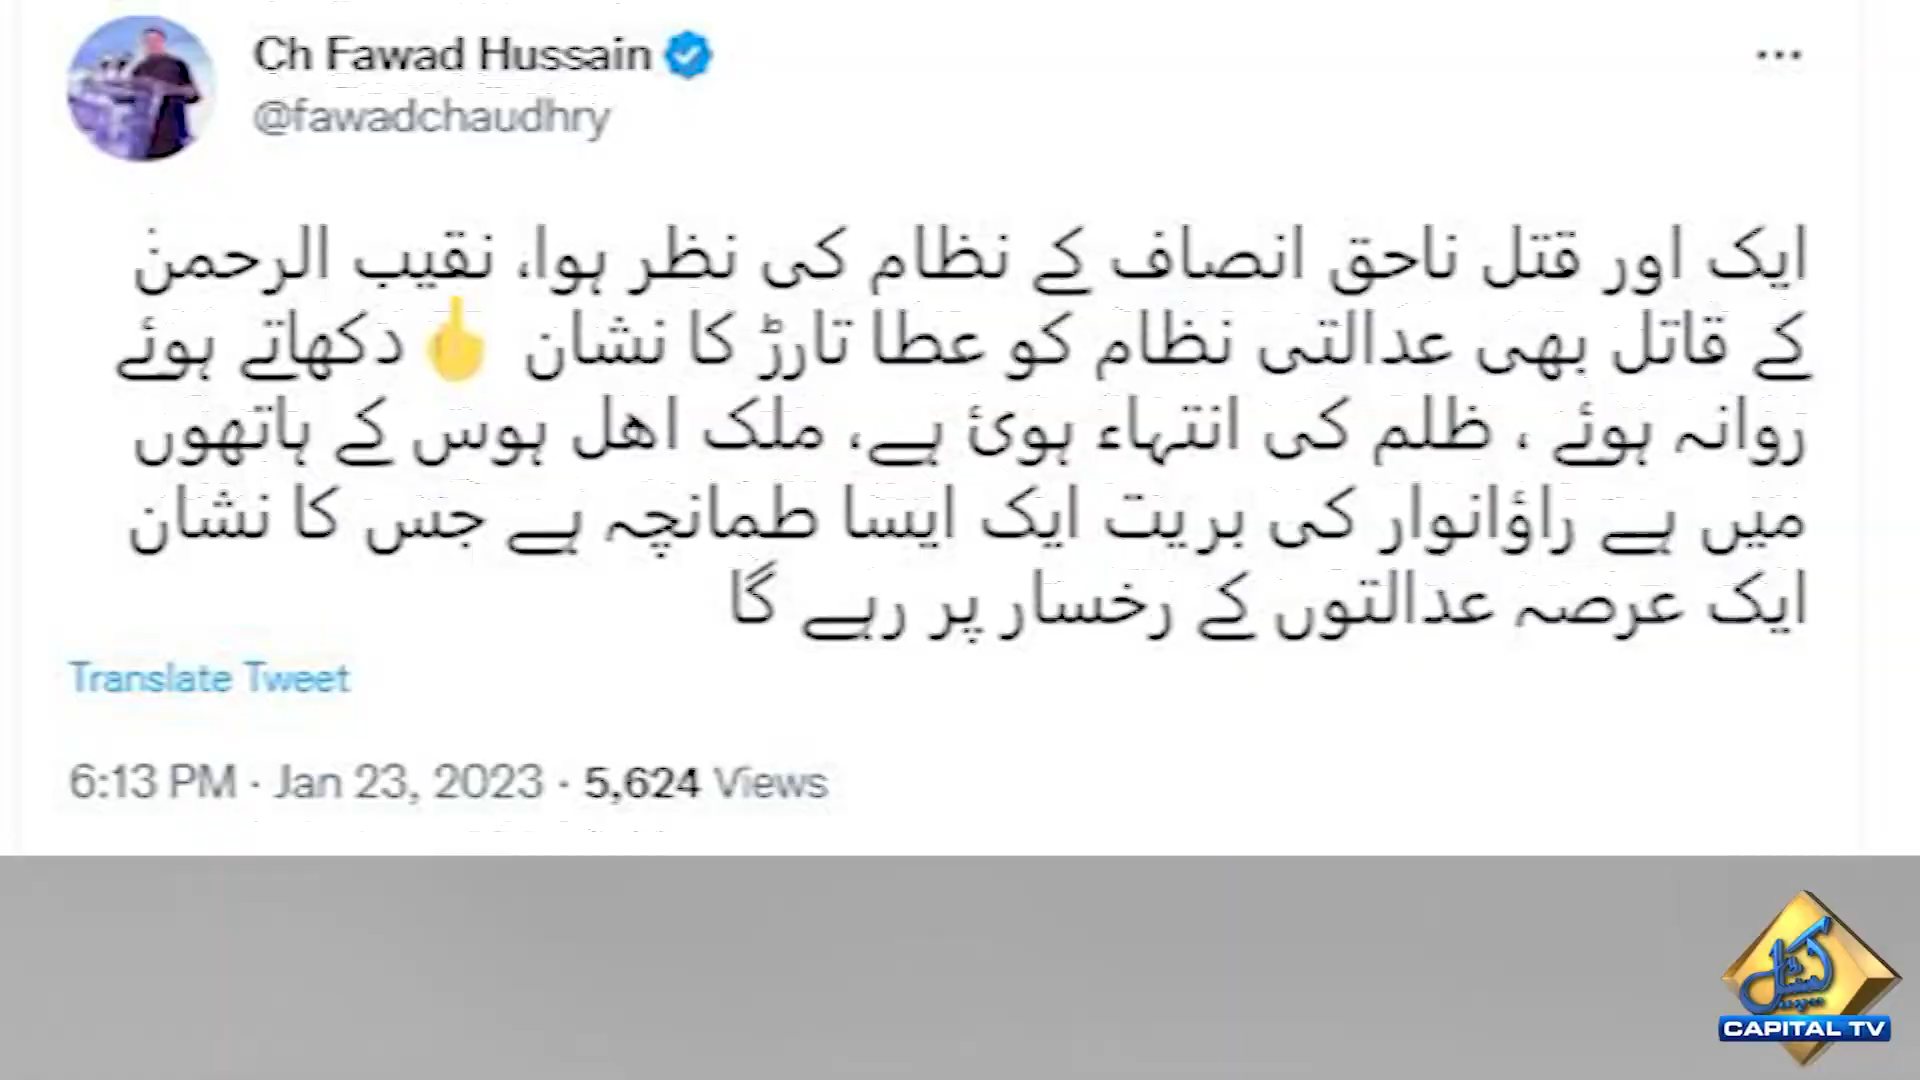 Ch Fawad Hussain
@fawadchaudhry
ایک اور قتل ناحق انصاف کے نظام کی نظر ہوا، نقیب الرحمنٰ
کے قاتل بھی عدالتی نظام کو عطا تارڑ کا نشان 🖕 دکھاتے ہوئے
روانہ ہوئے ، ظلم کی انتہاء ہوئ ہے، ملک اھل ہوس کے ہاتھوں
میں ہے راؤانوار کی بریت ایک ایسا طمانچہ ہے جس کا نشان
ایک عرصہ عدالتوں کے رخسار پر رہے گا
Translate Tweet
6:13 PM · Jan 23, 2023 · 5,624 Views
کیپیٹل
CAPITAL TV